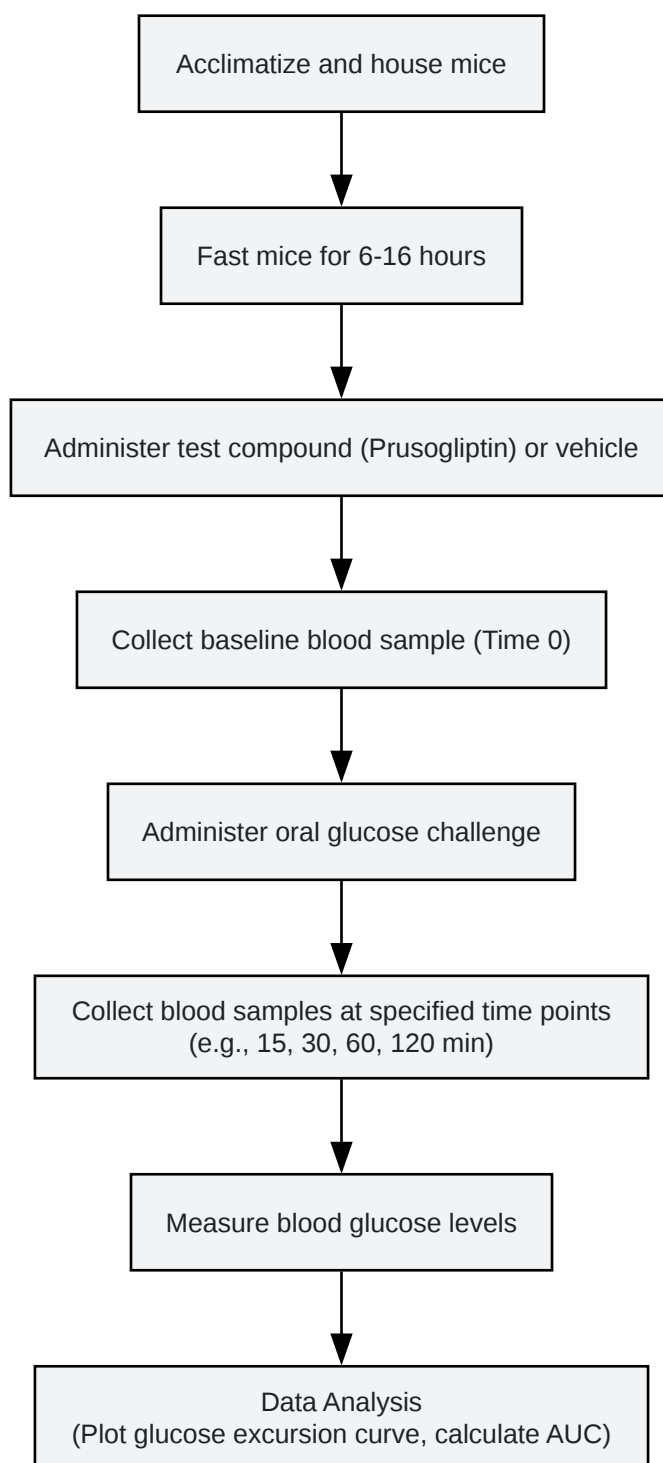 Acclimatize and house mice
Fast mice for 6-16 hours
Administer test compound (Prusogliptin) or vehicle
Collect baseline blood sample (Time 0)
Administer oral glucose challenge
Collect blood samples at specified time points
(e.g., 15, 30, 60, 120 min)
Measure blood glucose levels
Data Analysis
(Plot glucose excursion curve, calculate AUC)